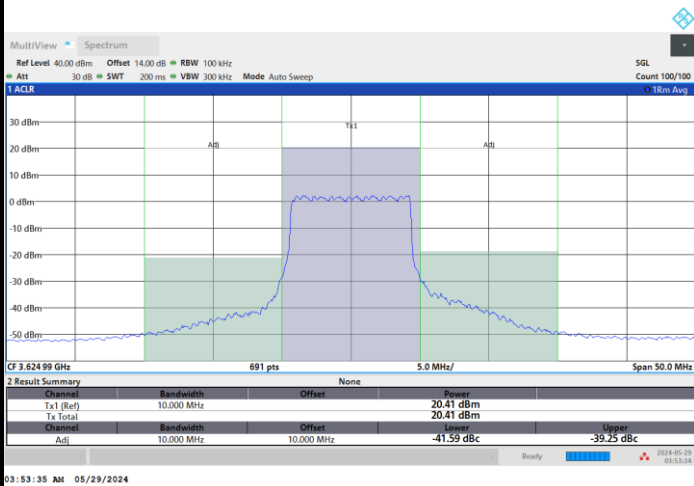 MultiView Spectrum
Ref Level 40.00 dBm Offset 14.00 dB RBW 100 kHz SGL
Att 30 dB SWT 200 ms VBW 300 kHz Mode Auto Sweep Count 100/100
1 ACLR 1Rm Avg
Tx1
Adj Adj
30 dBm
20 dBm
10 dBm
0 dBm
-10 dBm
-20 dBm
-30 dBm
-40 dBm
-50 dBm
CF 3.624 99 GHz 691 pts 5.0 MHz/ Span 50.0 MHz
2 Result Summary None
Channel Bandwidth Offset Power
Tx1 (Ref) 10.000 MHz 20.41 dBm
Tx Total 20.41 dBm
Channel Bandwidth Offset Lower Upper
Adj 10.000 MHz 10.000 MHz -41.59 dBc -39.25 dBc
Ready 2024-05-29
03:53:34
03:53:35 AM 05/29/2024